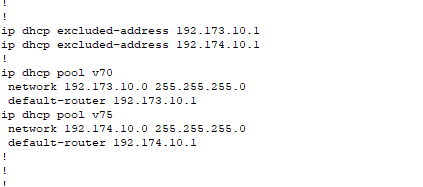 !
!
ip dhcp excluded-address 192.173.10.1
ip dhcp excluded-address 192.174.10.1
!
ip dhcp pool v70
 network 192.173.10.0 255.255.255.0
 default-router 192.173.10.1
ip dhcp pool v75
 network 192.174.10.0 255.255.255.0
 default-router 192.174.10.1
!
!
!